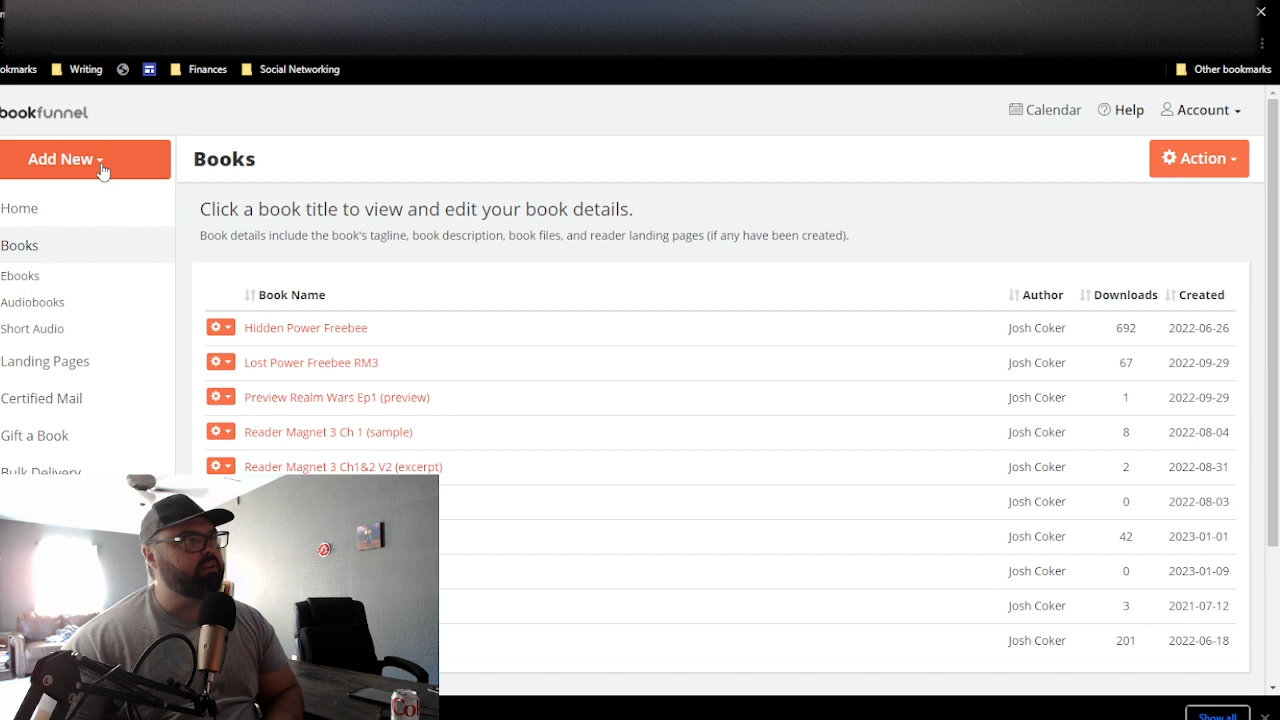 okmarks Writing Finances Social Networking Other bookmarks
bookfunnel Calendar Help Account
Add New Books Action
Home
Books
Ebooks
Audiobooks
Short Audio
Landing Pages
Certified Mail
Gift a Book
Bulk Delivery
Click a book title to view and edit your book details.
Book details include the book's tagline, book description, book files, and reader landing pages (if any have been created).
Book Name Author Downloads Created
Hidden Power Freebee Josh Coker 692 2022-06-26
Lost Power Freebee RM3 Josh Coker 67 2022-09-29
Preview Realm Wars Ep1 (preview) Josh Coker 1 2022-09-29
Reader Magnet 3 Ch 1 (sample) Josh Coker 8 2022-08-04
Reader Magnet 3 Ch1&2 V2 (excerpt) Josh Coker 2 2022-08-31
Josh Coker 0 2022-08-03
Josh Coker 42 2023-01-01
Josh Coker 0 2023-01-09
Josh Coker 3 2021-07-12
Josh Coker 201 2022-06-18
Show all